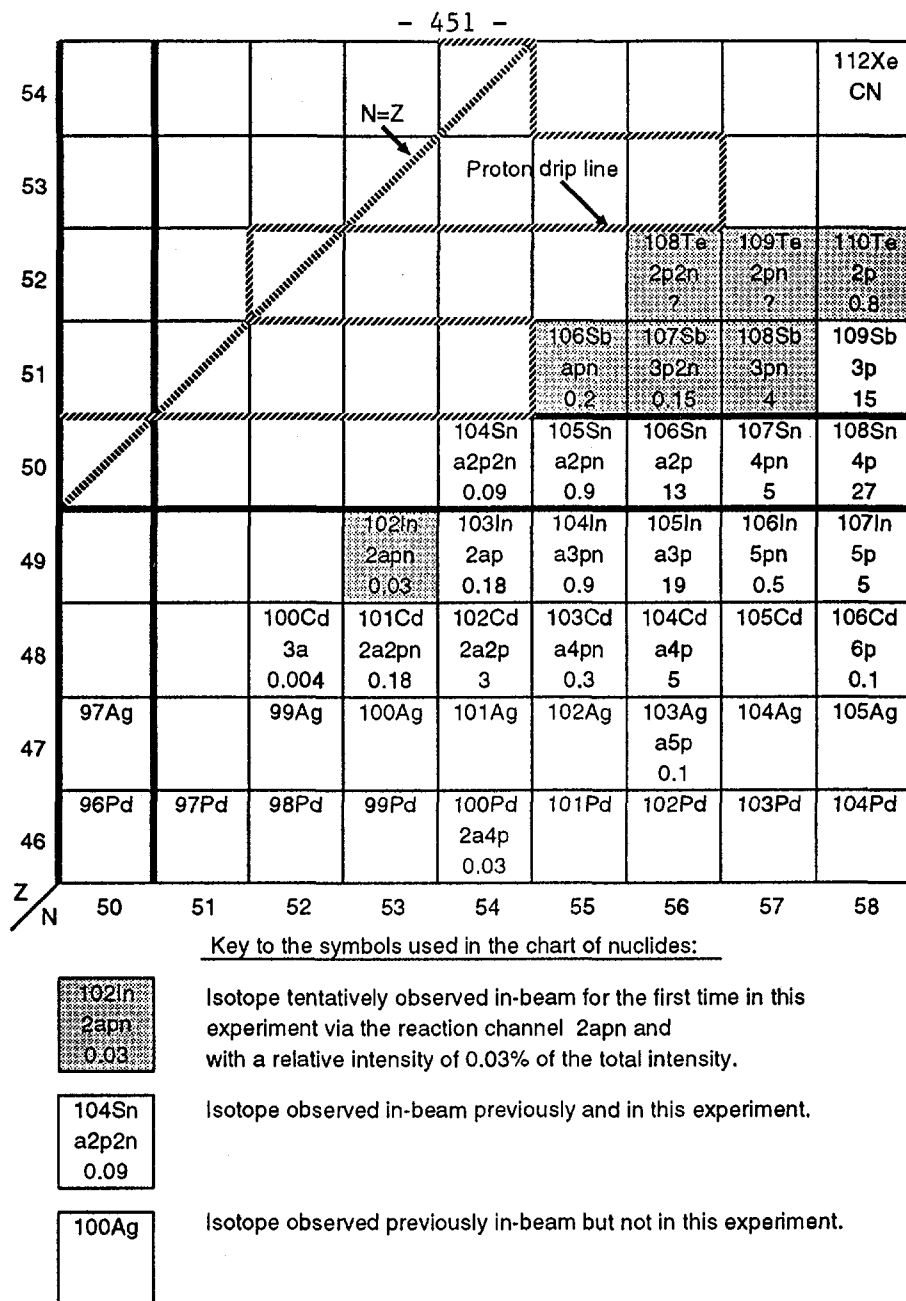 - 451 -
54 112Xe
CN
N=Z
53 Proton drip line
52 108Te 109Te 110Te
2p2n 2pn 2p
? ? 0.8
51 106Sb 107Sb 108Sb 109Sb
apn 3p2n 3pn 3p
0.2 0.15 4 15
50 104Sn 105Sn 106Sn 107Sn 108Sn
a2p2n a2pn a2p 4pn 4p
0.09 0.9 13 5 27
49 102In 103In 104In 105In 106In 107In
2apn 2ap a3pn a3p 5pn 5p
0.03 0.18 0.9 19 0.5 5
48 100Cd 101Cd 102Cd 103Cd 104Cd 105Cd 106Cd
3a 2a2pn 2a2p a4pn a4p 6p
0.004 0.18 3 0.3 5 0.1
47 97Ag 99Ag 100Ag 101Ag 102Ag 103Ag 104Ag 105Ag
a5p
0.1
46 96Pd 97Pd 98Pd 99Pd 100Pd 101Pd 102Pd 103Pd 104Pd
2a4p
0.03
Z N 50 51 52 53 54 55 56 57 58
Key to the symbols used in the chart of nuclides:
102In
2apn
0.03
Isotope tentatively observed in-beam for the first time in this
experiment via the reaction channel 2apn and
with a relative intensity of 0.03% of the total intensity.
104Sn
a2p2n
0.09
Isotope observed in-beam previously and in this experiment.
100Ag
Isotope observed previously in-beam but not in this experiment.